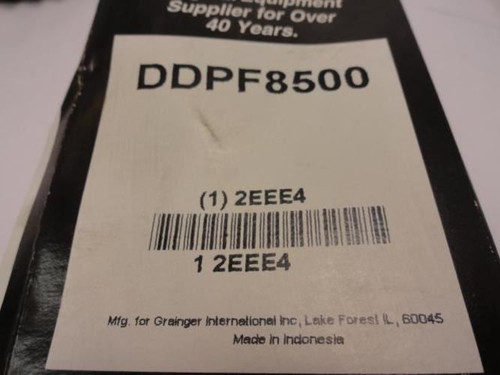 Equipment
Supplier for Over
40 Years.
DDPF8500
(1) 2EEE4
1 2EEE4
Mfg. for Grainger International Inc, Lake Forest IL, 60045
Made in Indonesia